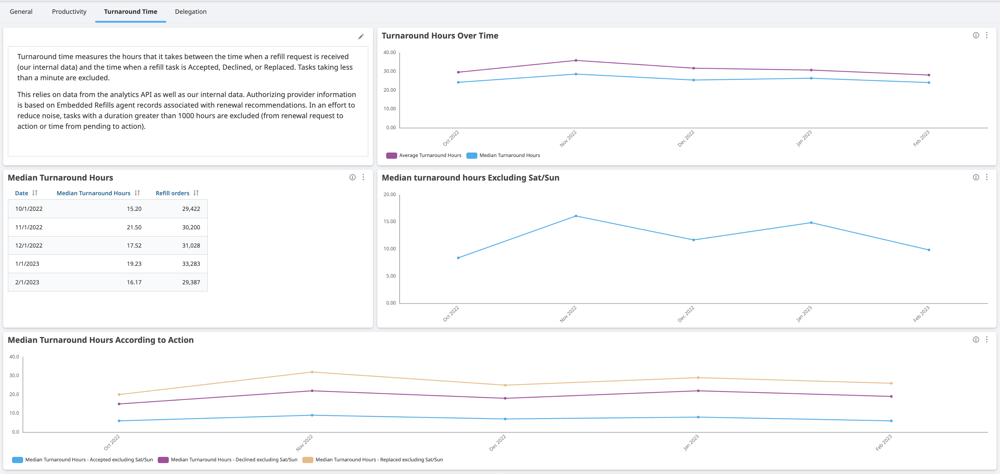 General Productivity Turnaround Time Delegation
Turnaround time measures the hours that it takes between the time when a refill request is received
(our internal data) and the time when a refill task is Accepted, Declined, or Replaced. Tasks taking less
than a minute are excluded.
This relies on data from the analytics API as well as our internal data. Authorizing provider information
is based on Embedded Refills agent records associated with renewal recommendations. In an effort to
reduce noise, tasks with a duration greater than 1000 hours are excluded (from renewal request to
action or time from pending to action).
Turnaround Hours Over Time
40.00
30.00
20.00
10.00
0.00
Oct 2022 Nov 2022 Dec 2022 Jan 2023 Feb 2023
Average Turnaround Hours Median Turnaround Hours
Median Turnaround Hours
Date Median Turnaround Hours Refill orders
10/1/2022 15.20 29,422
11/1/2022 21.50 30,200
12/1/2022 17.52 31,028
1/1/2023 19.23 33,283
2/1/2023 16.17 29,387
Median turnaround hours Excluding Sat/Sun
20.00
15.00
10.00
5.00
0.00
Oct 2022 Nov 2022 Dec 2022 Jan 2023 Feb 2023
Median Turnaround Hours According to Action
40.0
30.0
20.0
10.0
0.0
Oct 2022 Nov 2022 Dec 2022 Jan 2023 Feb 2023
Median Turnaround Hours - Accepted excluding Sat/Sun Median Turnaround Hours - Declined excluding Sat/Sun Median Turnaround Hours - Replaced excluding Sat/Sun